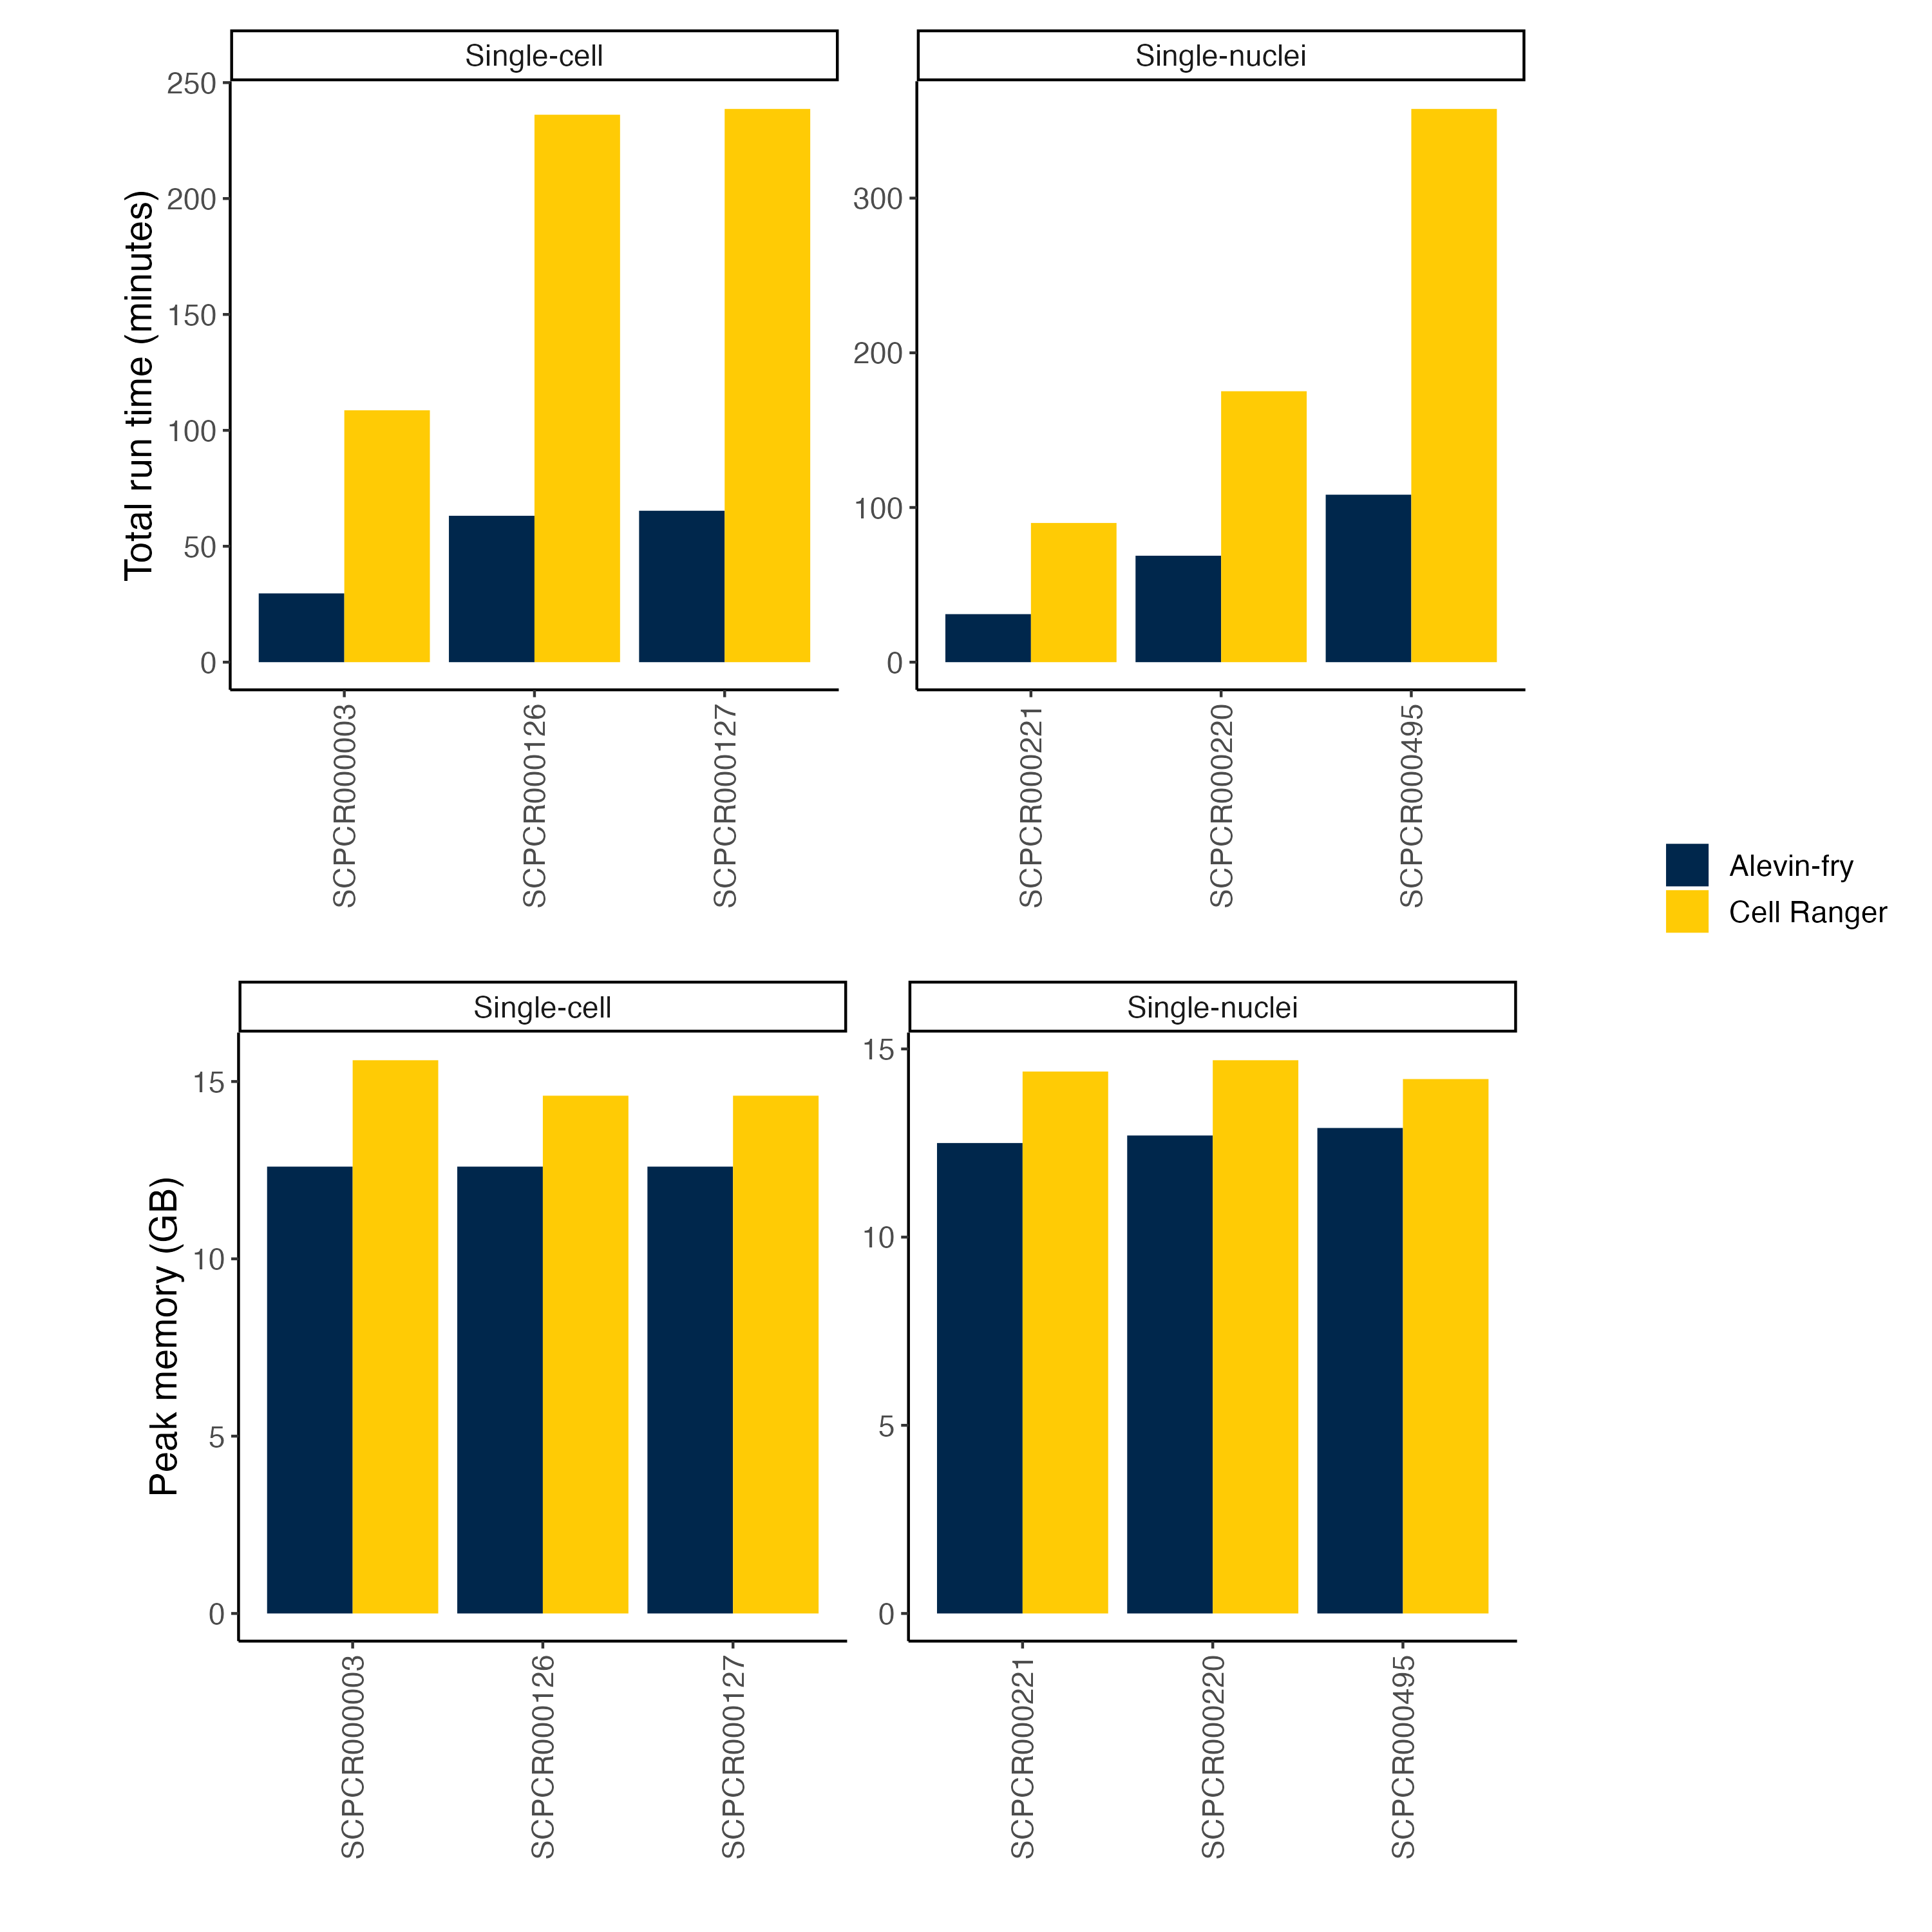 Single-cell
Single-nuclei
Total run time (minutes)
250
200
150
100
50
0
300
200
100
0
SCPCR000003
SCPCR000126
SCPCR000127
SCPCR000221
SCPCR000220
SCPCR000495
Alevin-fry
Cell Ranger
Single-cell
Single-nuclei
Peak memory (GB)
15
10
5
0
15
10
5
0
SCPCR000003
SCPCR000126
SCPCR000127
SCPCR000221
SCPCR000220
SCPCR000495